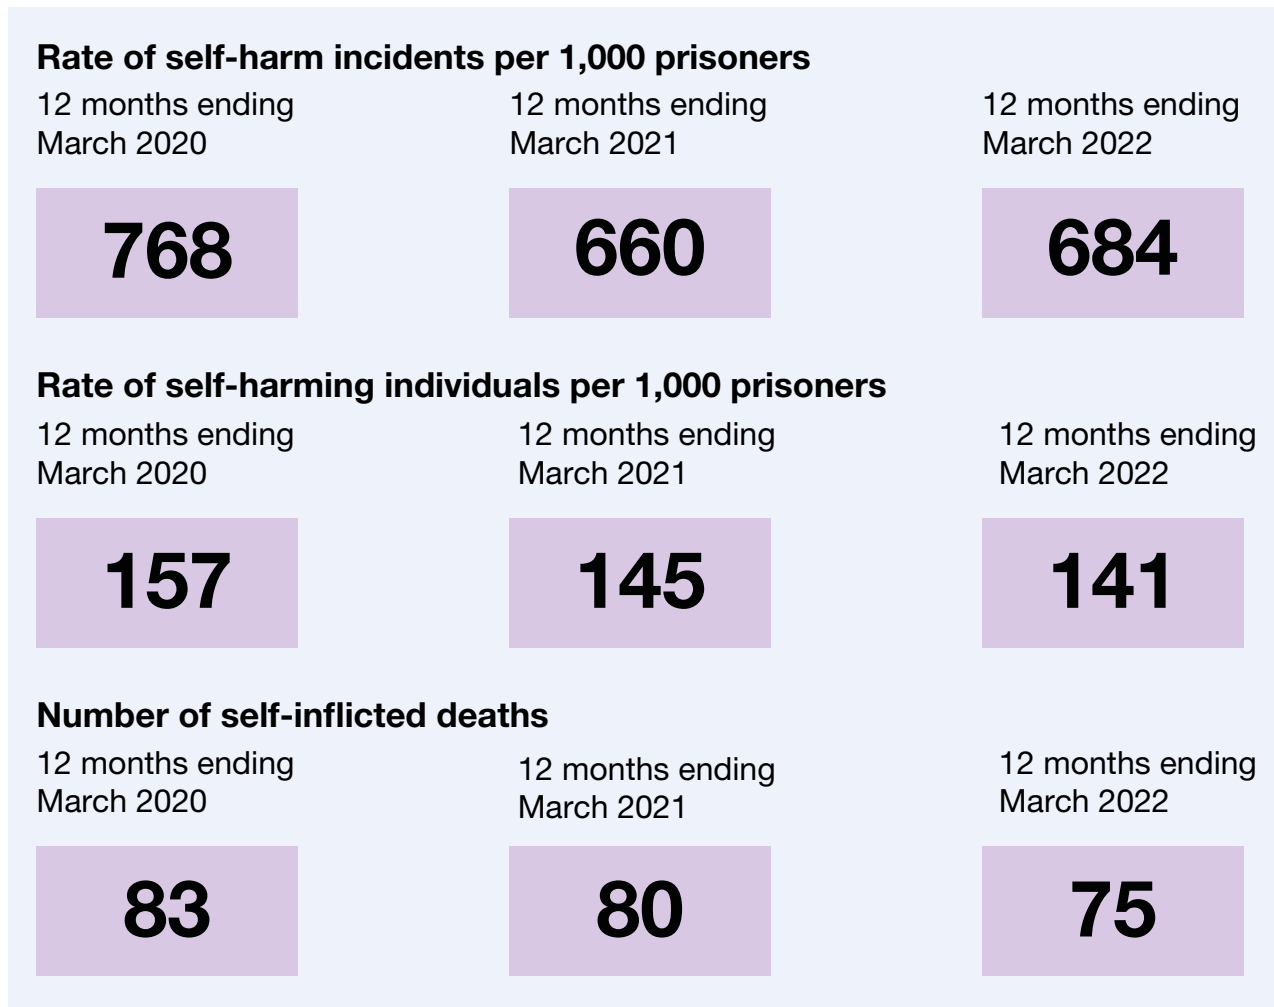 Rate of self-harm incidents per 1,000 prisoners
12 months ending
March 2020
12 months ending
March 2021
12 months ending
March 2022
768
660
684
Rate of self-harming individuals per 1,000 prisoners
12 months ending
March 2020
12 months ending
March 2021
12 months ending
March 2022
157
145
141
Number of self-inflicted deaths
12 months ending
March 2020
12 months ending
March 2021
12 months ending
March 2022
83
80
75